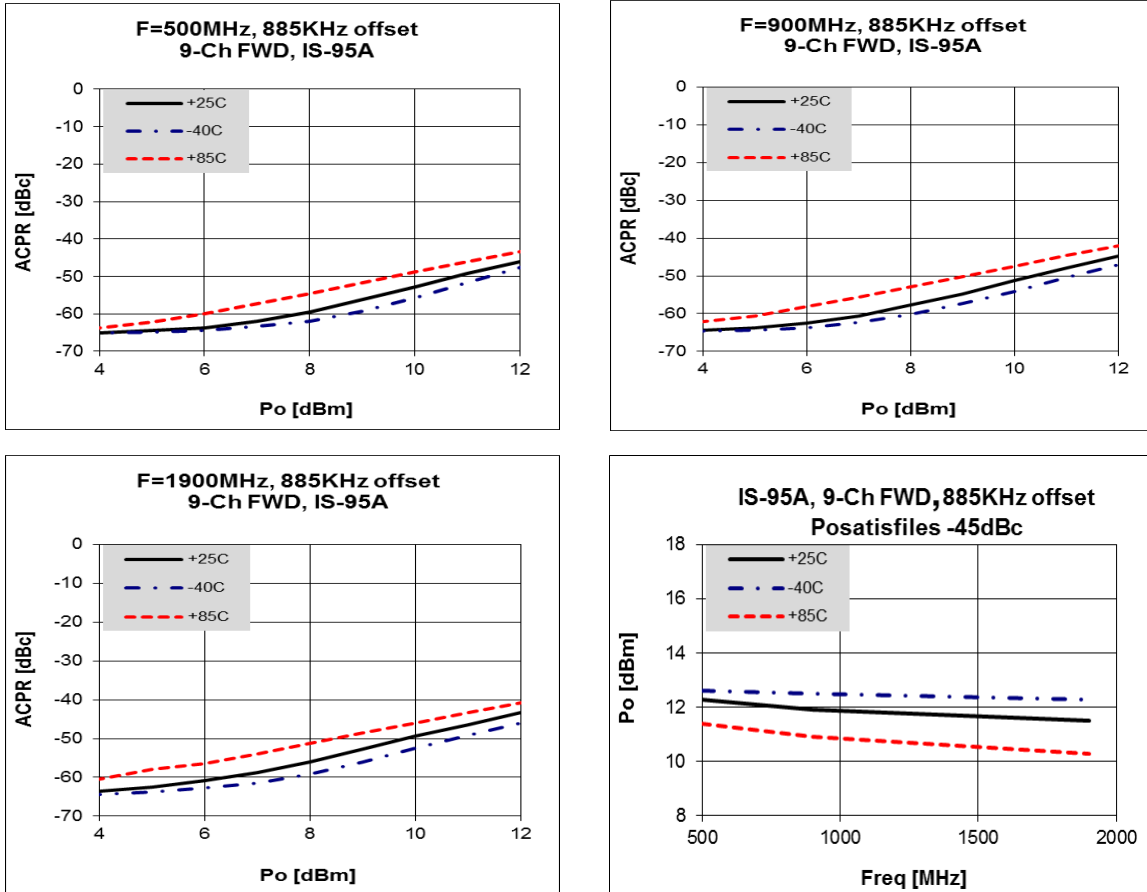 F=500MHz, 885KHz offset
9-Ch FWD, IS-95A
0
-10
-20
-30
-40
-50
-60
-70
ACPR [dBc]
+25C
-40C
+85C
4 6 8 10 12
Po [dBm]
F=900MHz, 885KHz offset
9-Ch FWD, IS-95A
0
-10
-20
-30
-40
-50
-60
-70
ACPR [dBc]
+25C
-40C
+85C
4 6 8 10 12
Po [dBm]
F=1900MHz, 885KHz offset
9-Ch FWD, IS-95A
0
-10
-20
-30
-40
-50
-60
-70
ACPR [dBc]
+25C
-40C
+85C
4 6 8 10 12
Po [dBm]
IS-95A, 9-Ch FWD, 885KHz offset
Posatisfiles -45dBc
18
16
14
12
10
8
Po [dBm]
+25C
-40C
+85C
500 1000 1500 2000
Freq [MHz]